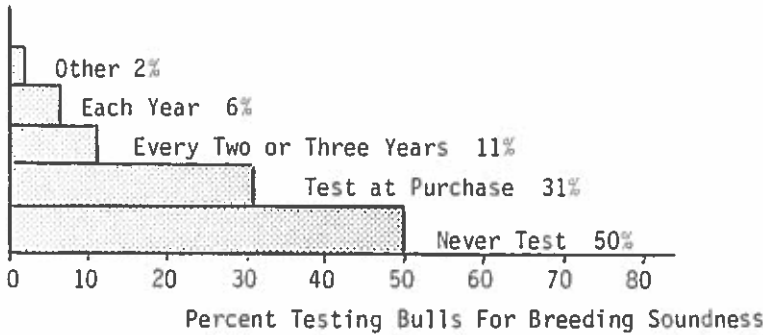 Other 2%
Each Year 6%
Every Two or Three Years 11%
Test at Purchase 31%
Never Test 50%
0 10 20 30 40 50 60 70 80
Percent Testing Bulls For Breeding Soundness